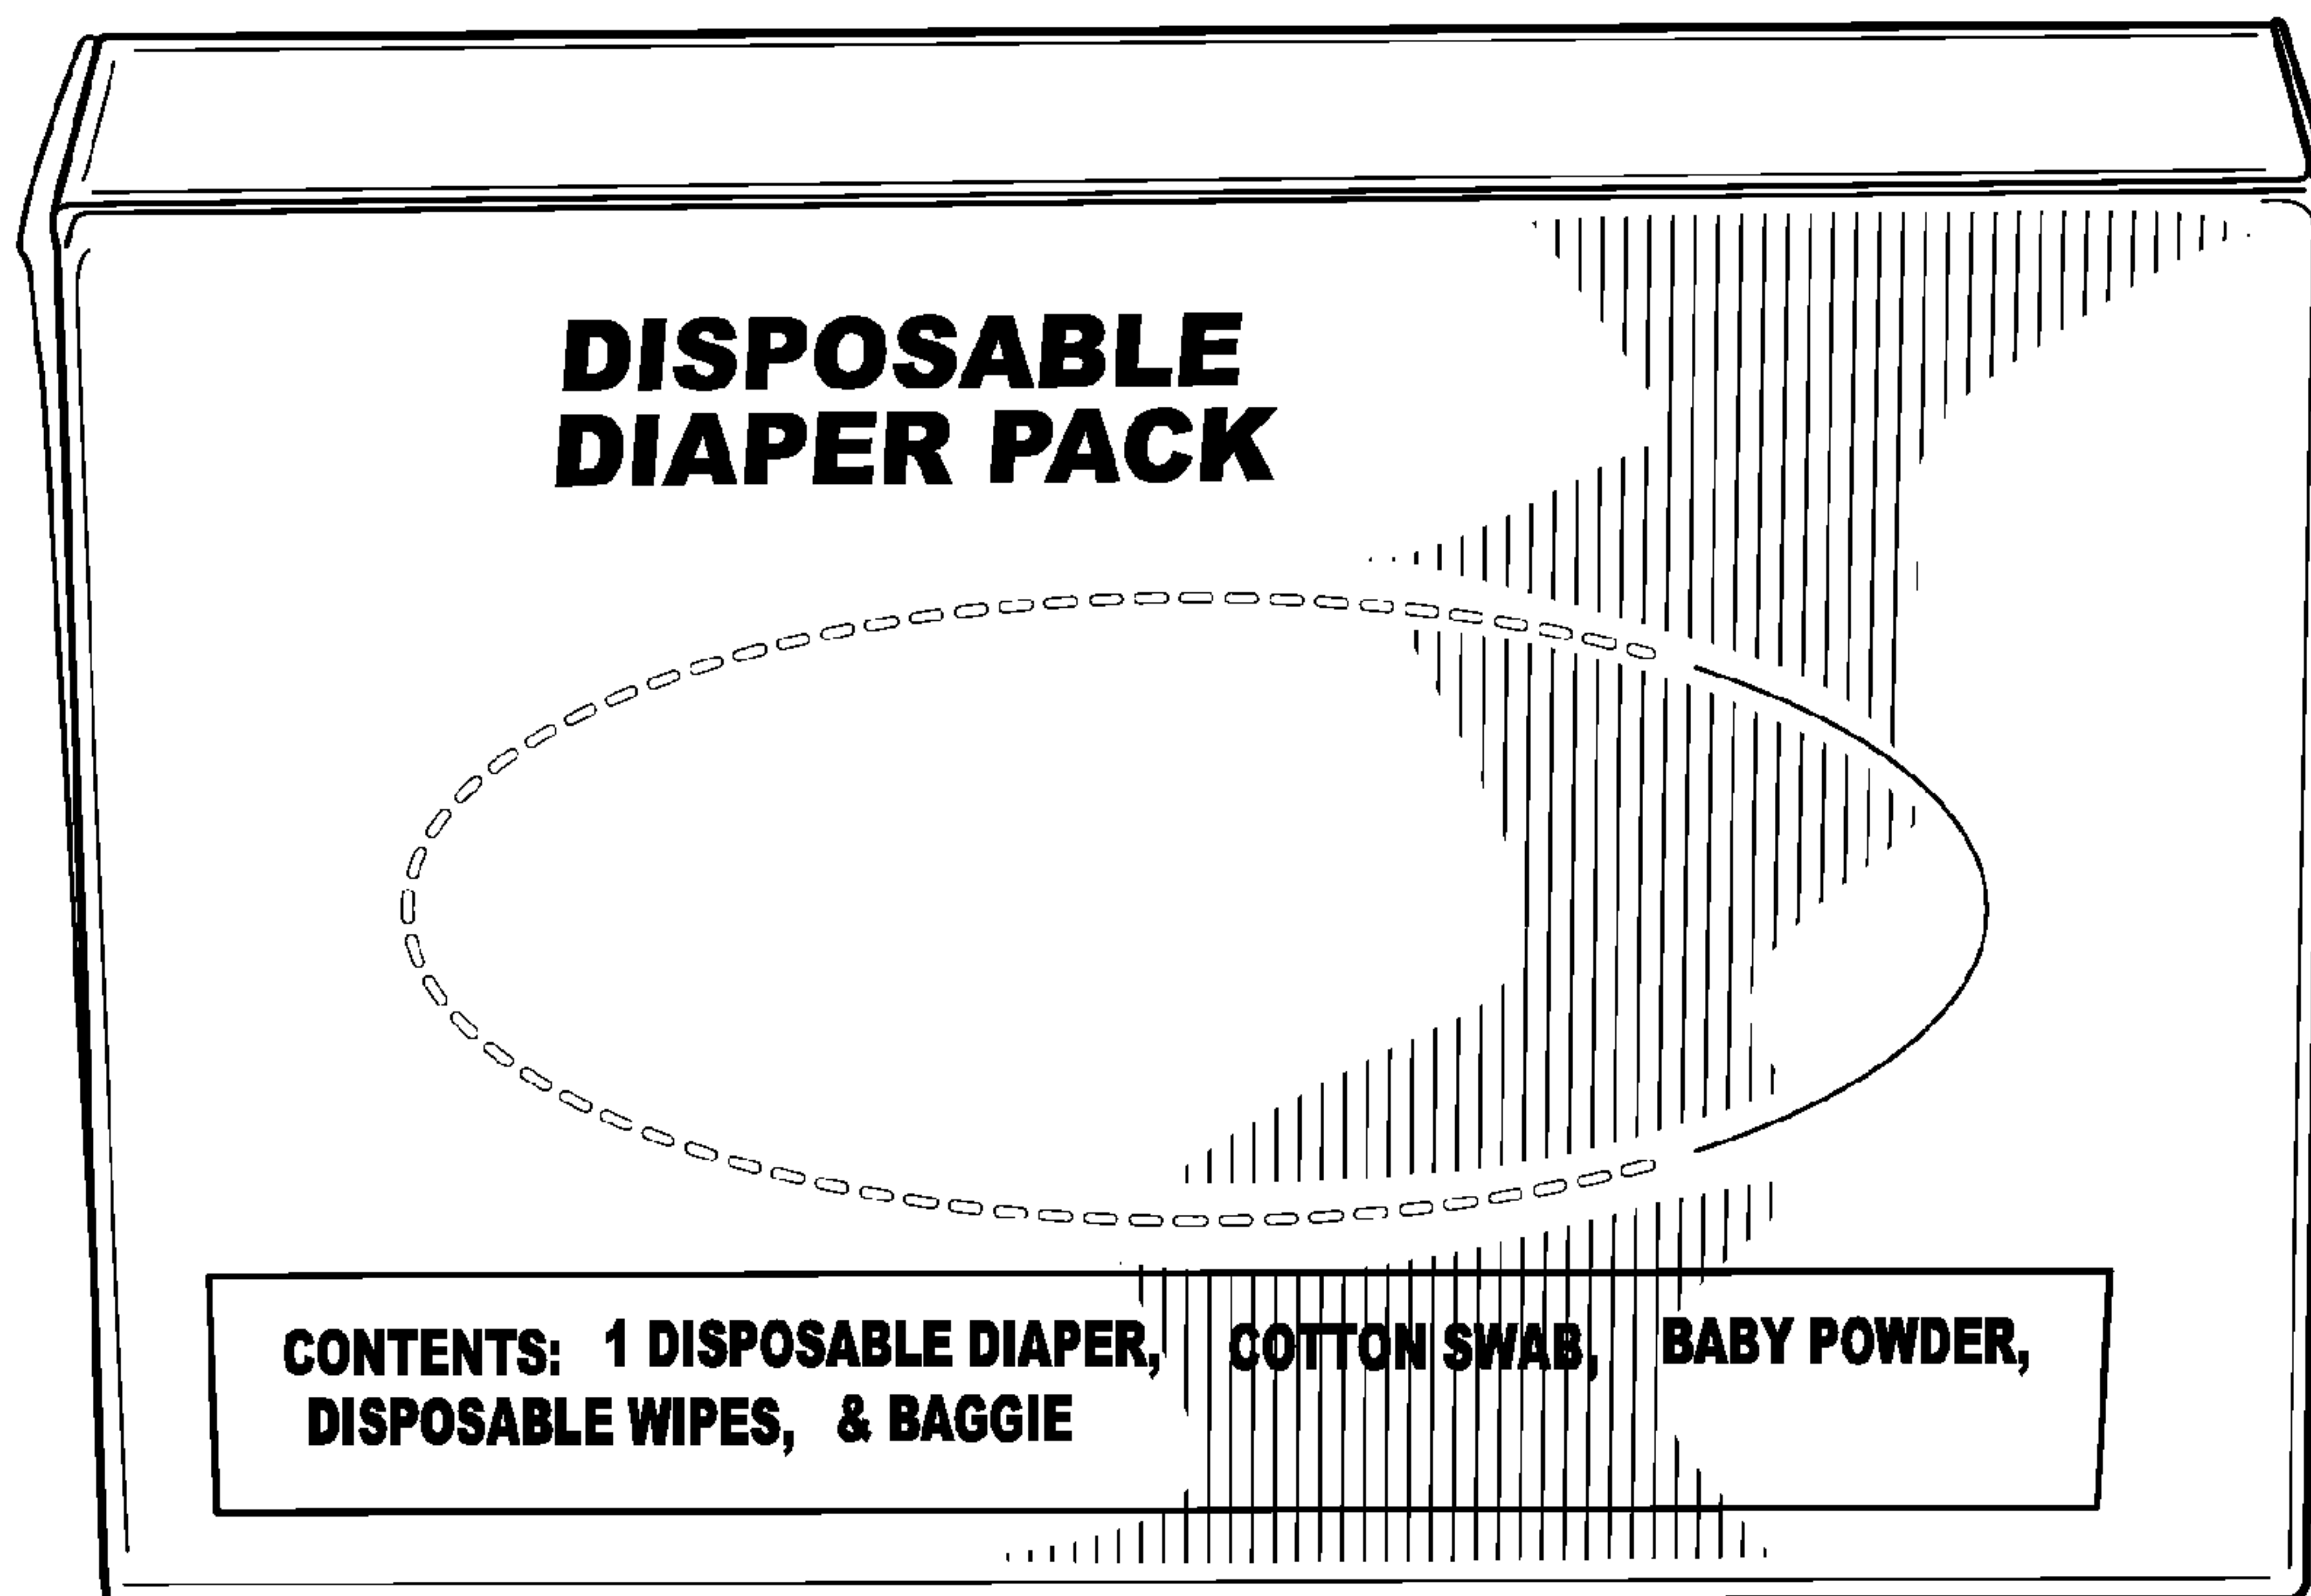 DISPOSABLE
DIAPER PACK
CONTENTS: 1 DISPOSABLE DIAPER, COTTON SWAB, BABY POWDER,
DISPOSABLE WIPES, & BAGGIE